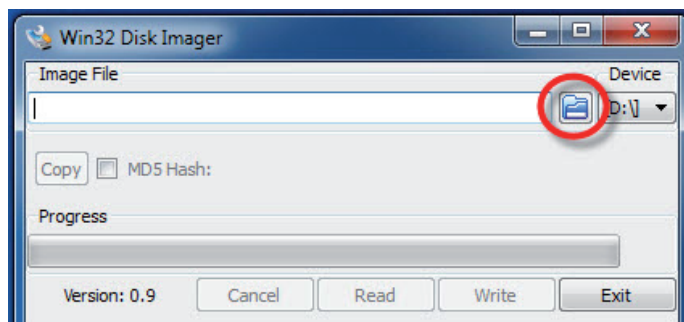 Win32 Disk Imager
Image File Device
[D:\]
Copy MD5 Hash:
Progress
Version: 0.9 Cancel Read Write Exit